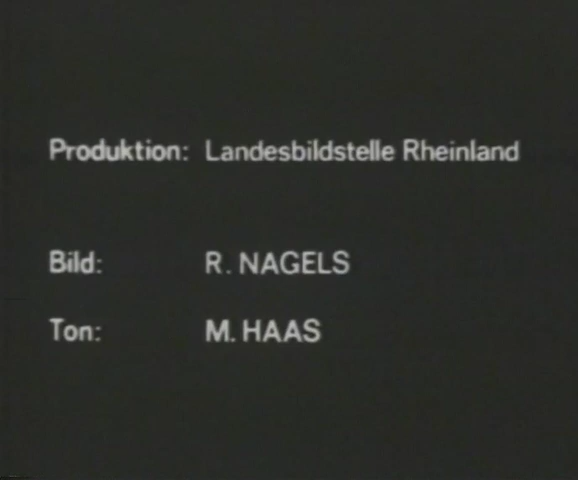 Produktion: Landesbildstelle Rheinland
Bild: R. NAGELS
Ton: M. HAAS